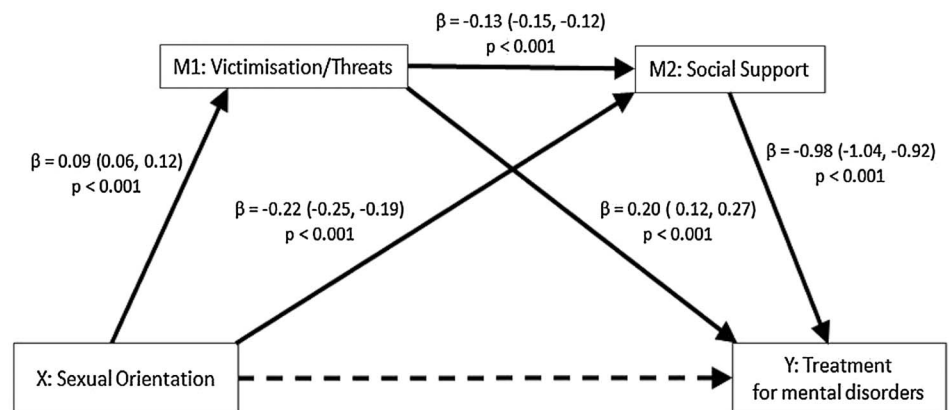 β = -0.13 (-0.15, -0.12)
p < 0.001
M1: Victimisation/Threats
M2: Social Support
β = 0.09 (0.06, 0.12)
p < 0.001
β = -0.98 (-1.04, -0.92)
p < 0.001
β = -0.22 (-0.25, -0.19)
p < 0.001
β = 0.20 ( 0.12, 0.27)
p < 0.001
X: Sexual Orientation
Y: Treatment
for mental disorders